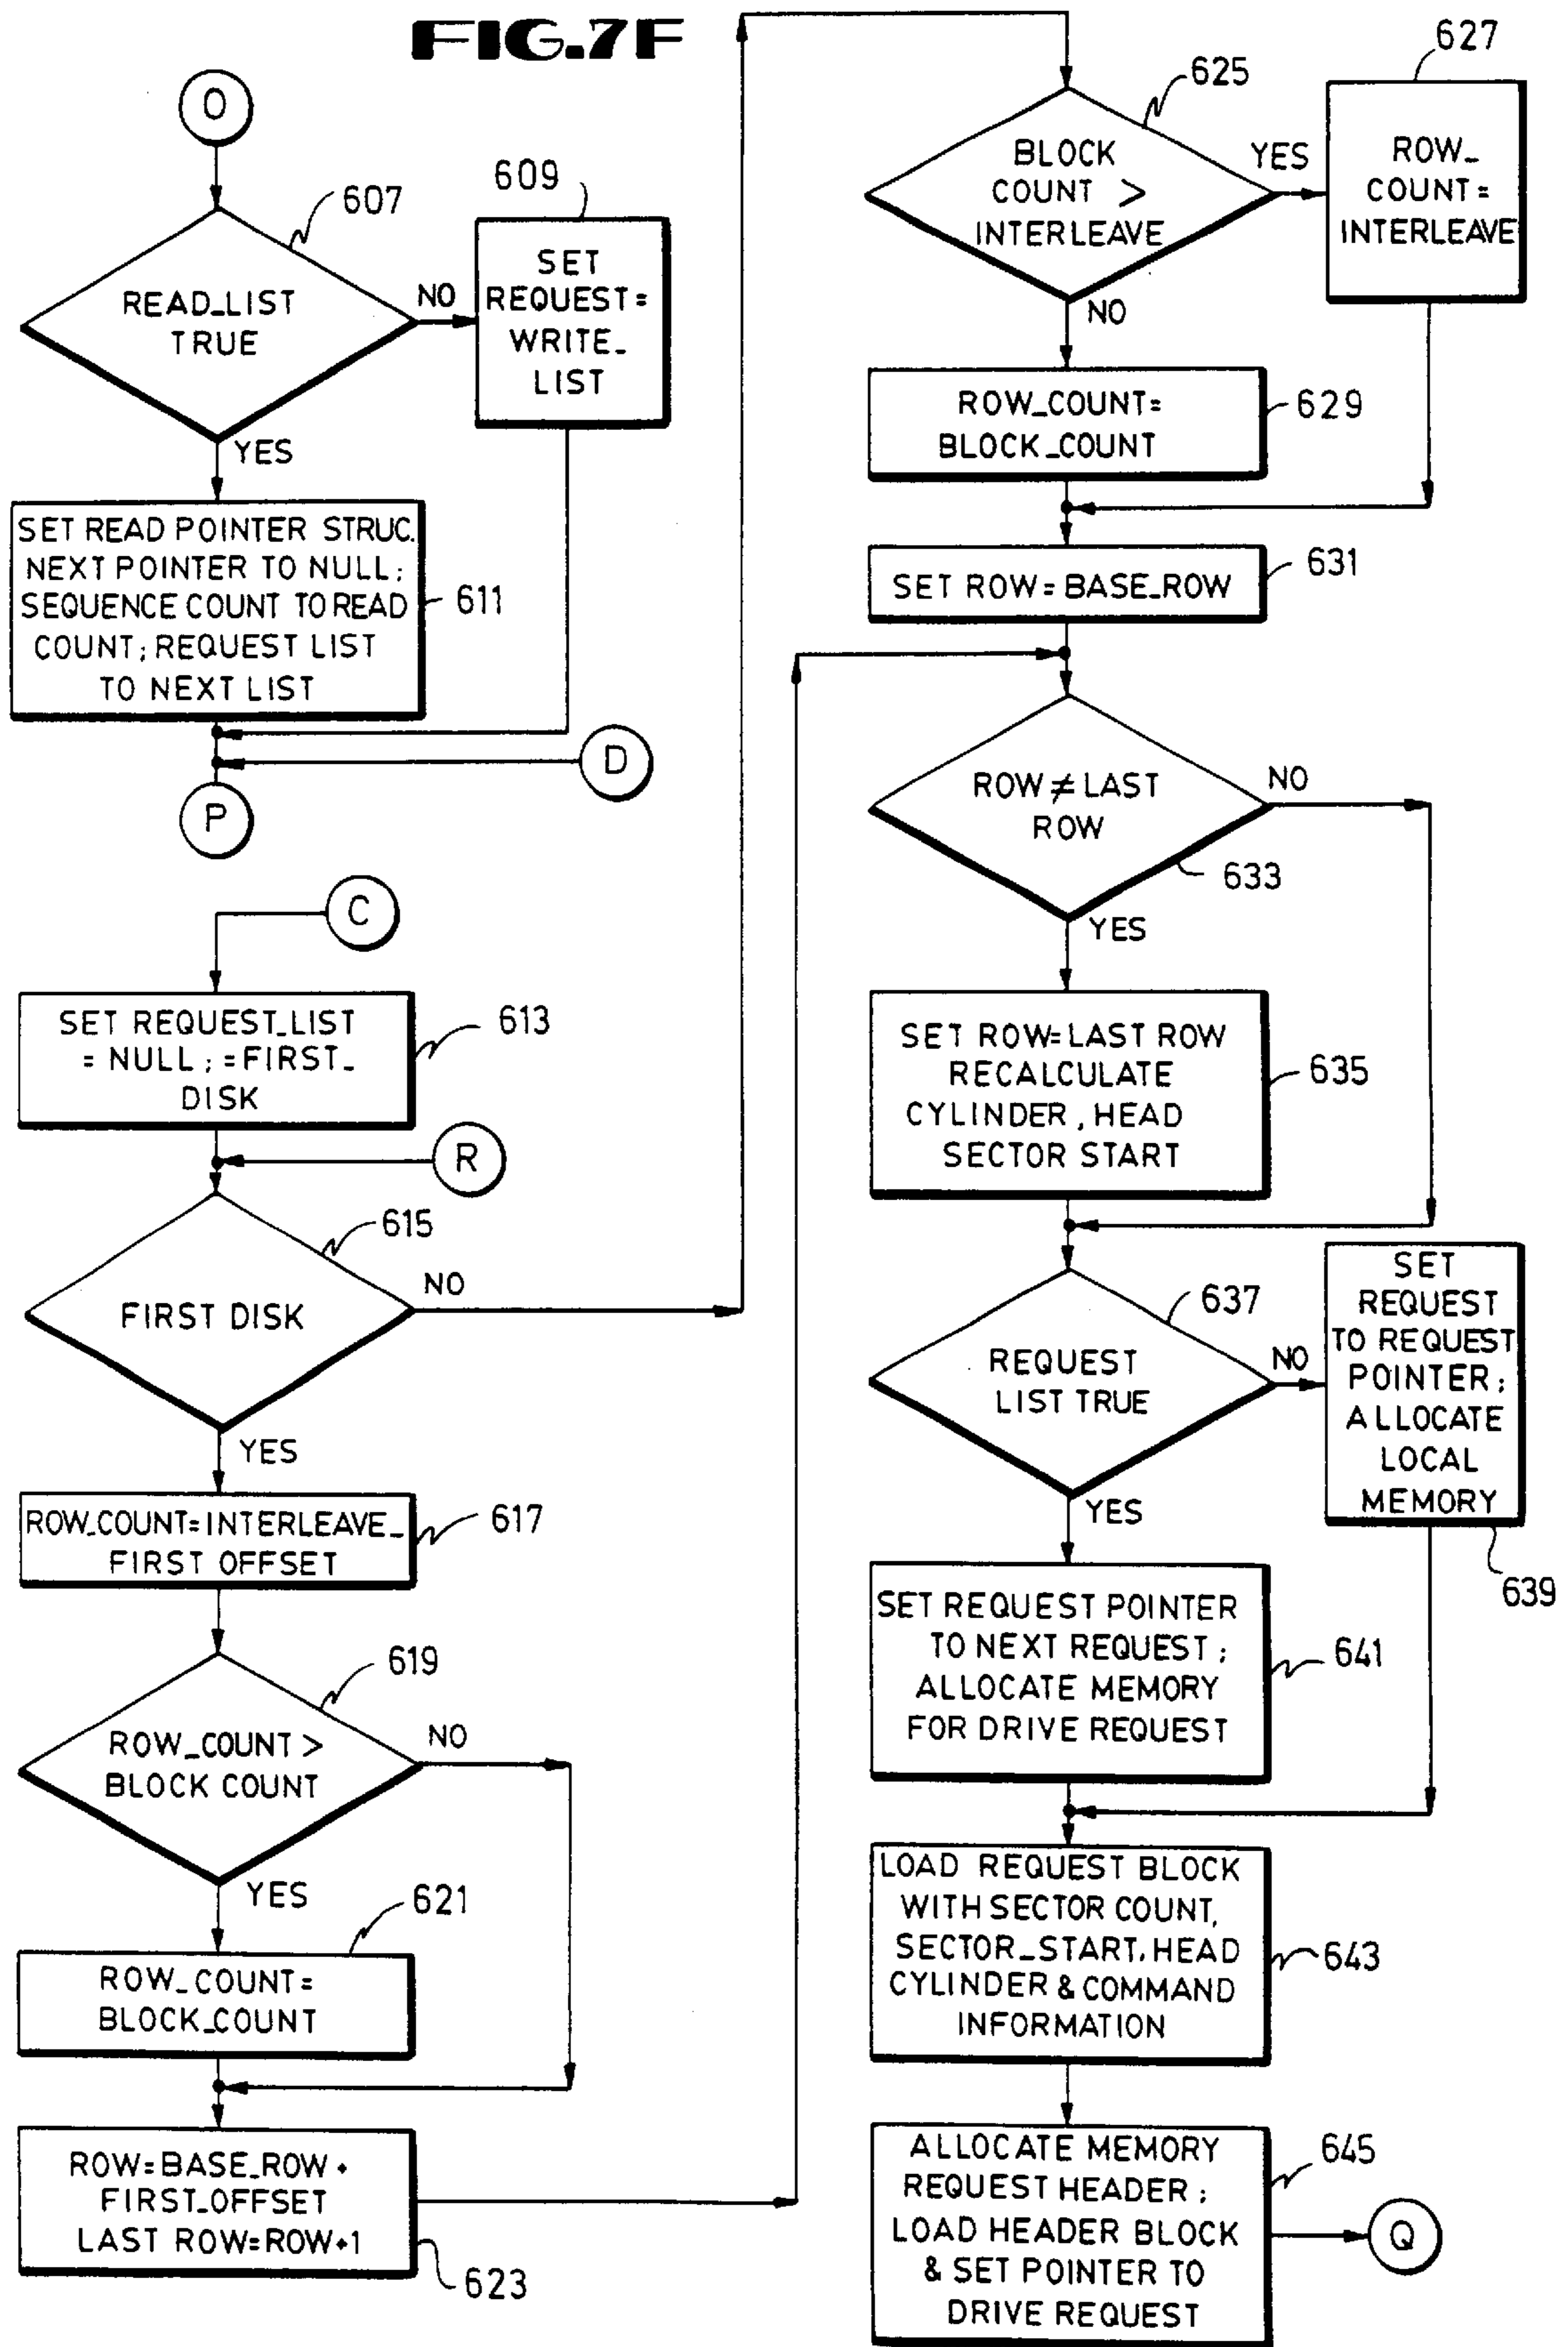 FIG.7F
O
607
READ_LIST
TRUE
NO
YES
609
SET
REQUEST=
WRITE_
LIST
SET READ POINTER STRUC.
NEXT POINTER TO NULL;
SEQUENCE COUNT TO READ
COUNT; REQUEST LIST
TO NEXT LIST
611
D
P
C
SET REQUEST_LIST
= NULL; =FIRST_
DISK
613
R
615
FIRST DISK
NO
YES
ROW_COUNT=INTERLEAVE_
FIRST OFFSET
617
619
ROW_COUNT >
BLOCK COUNT
NO
YES
621
ROW_COUNT=
BLOCK_COUNT
ROW=BASE_ROW+
FIRST_OFFSET
LAST ROW=ROW+1
623
625
BLOCK
COUNT >
INTERLEAVE
YES
NO
627
ROW_
COUNT=
INTERLEAVE
ROW_COUNT=
BLOCK_COUNT
629
SET ROW=BASE_ROW
631
ROW≠LAST
ROW
NO
633
YES
SET ROW=LAST ROW
RECALCULATE
CYLINDER, HEAD
SECTOR START
635
637
REQUEST
LIST TRUE
NO
YES
SET
REQUEST
TO REQUEST
POINTER;
ALLOCATE
LOCAL
MEMORY
639
SET REQUEST POINTER
TO NEXT REQUEST;
ALLOCATE MEMORY
FOR DRIVE REQUEST
641
LOAD REQUEST BLOCK
WITH SECTOR COUNT,
SECTOR_START, HEAD
CYLINDER & COMMAND
INFORMATION
643
ALLOCATE MEMORY
REQUEST HEADER;
LOAD HEADER BLOCK
& SET POINTER TO
DRIVE REQUEST
645
Q